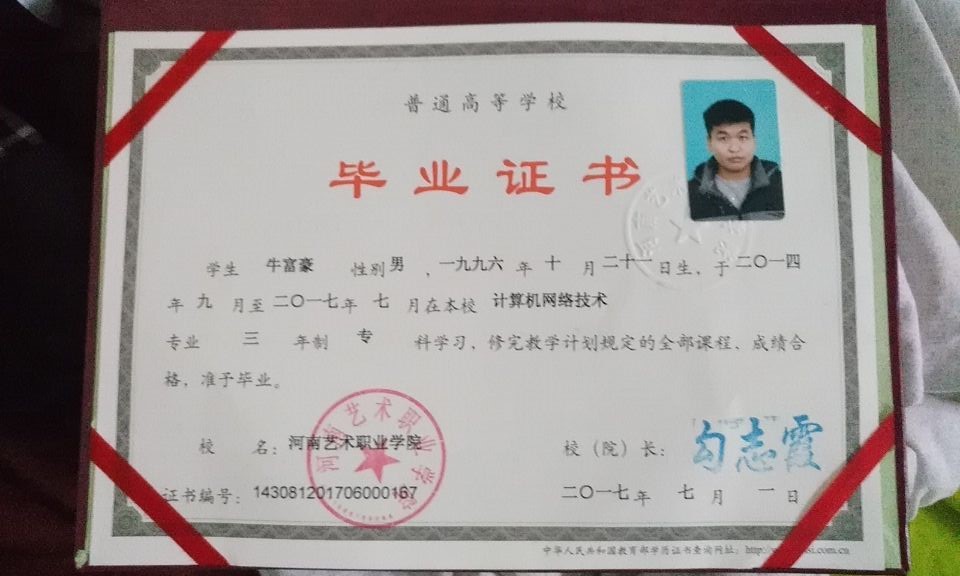 普通高等学校
毕业证书
学生 牛富豪 性别 男 ，一九九六 年 十 月 二十一 日生，于 二〇一四
年 九 月至 二〇一七 年 七 月在本校 计算机网络技术
专业 三 年制 专 科学习，修完教学计划规定的全部课程、成绩合
格，准予毕业。
校 名：河南艺术职业学院
校（院）长：勾志霞
河南艺术职业学院
证书编号：143081201706000167
二〇一七 年 七 月 一 日
中华人民共和国教育部学历证书查询网址：